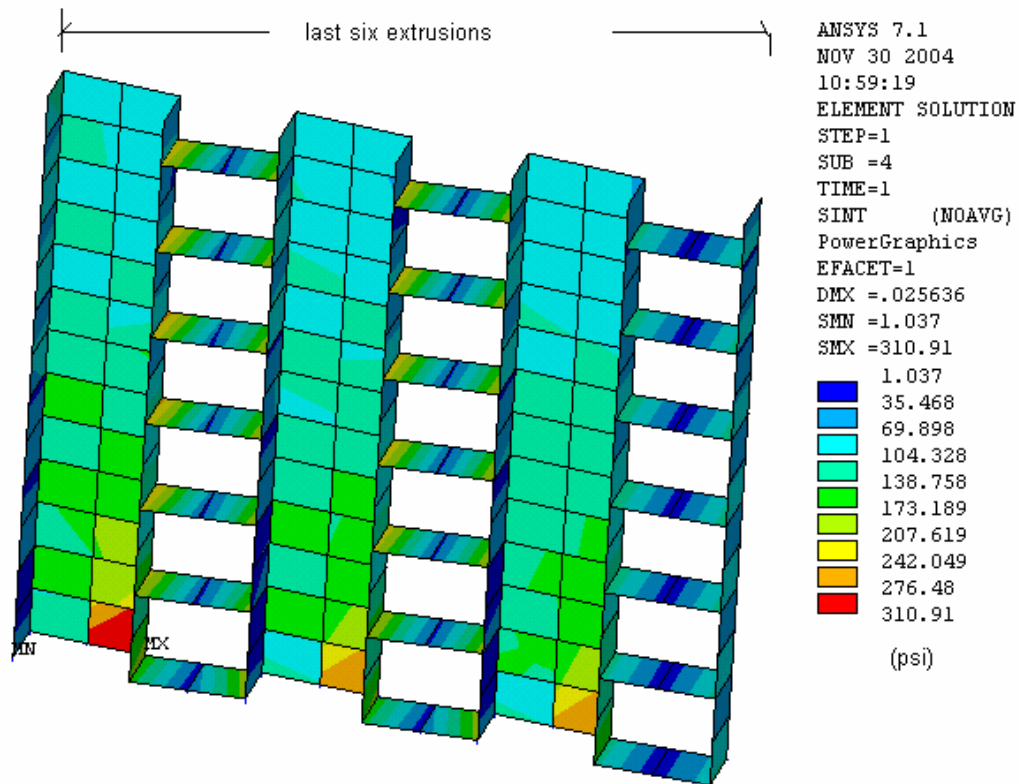 last six extrusions
ANSYS 7.1
NOV 30 2004
10:59:19
ELEMENT SOLUTION
STEP=1
SUB =4
TIME=1
SINT (NOAVG)
PowerGraphics
EFACET=1
DMX =.025636
SMN =1.037
SMX =310.91
1.037
35.468
69.898
104.328
138.758
173.189
207.619
242.049
276.48
310.91
(psi)
MN
MX